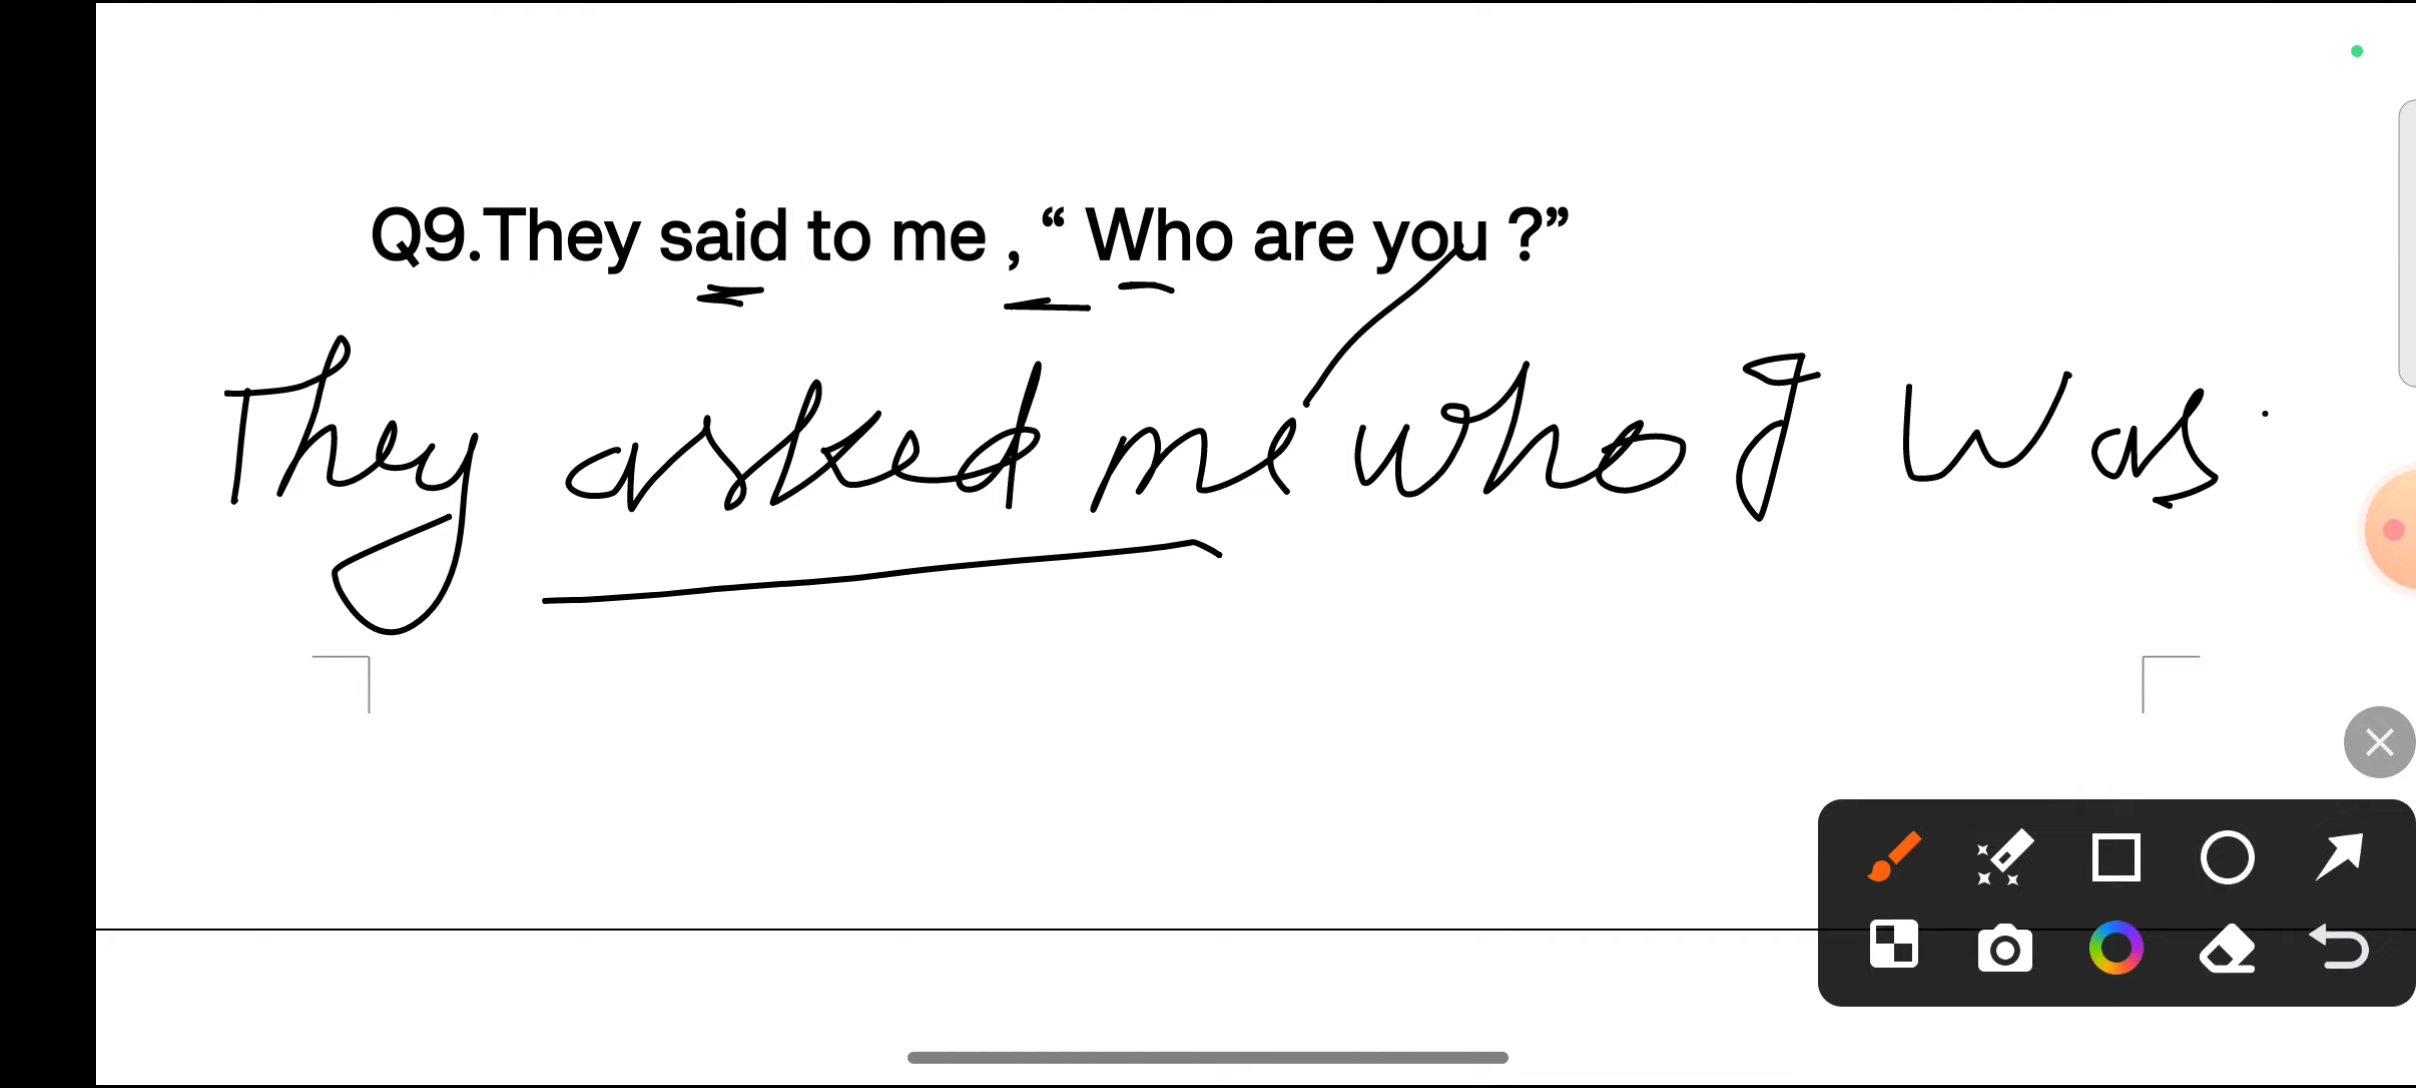 Q9.They said to me , “ Who are you ?”
They asked me who I was.